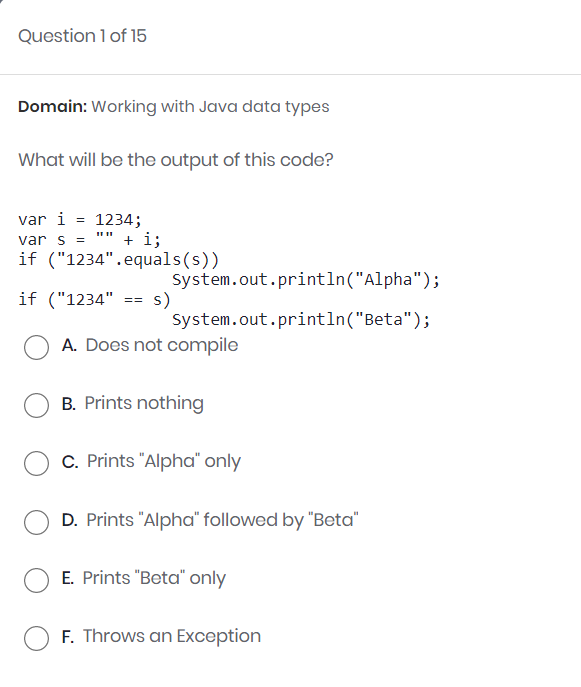 Question 1 of 15
Domain: Working with Java data types
What will be the output of this code?
var i = 1234;
var s = "" + i;
if ("1234".equals(s))
System.out.println("Alpha");
if ("1234" == s)
System.out.println("Beta");
A. Does not compile
B. Prints nothing
C. Prints "Alpha" only
D. Prints "Alpha" followed by "Beta"
E. Prints "Beta" only
F. Throws an Exception